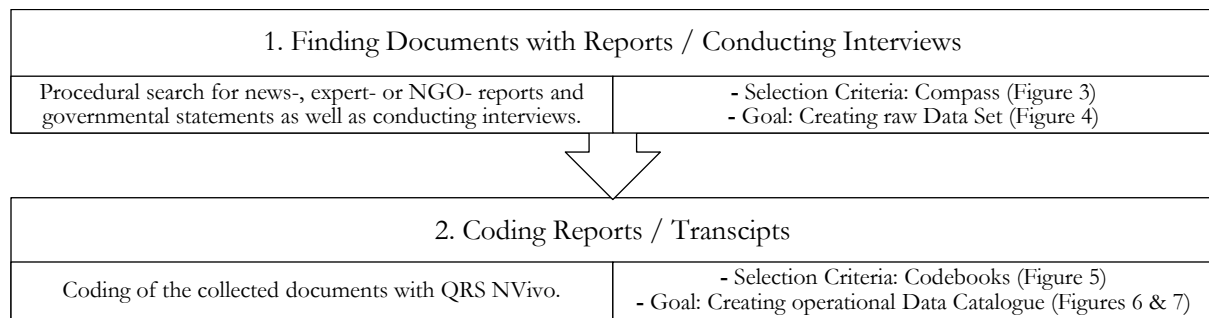 1. Finding Documents with Reports / Conducting Interviews
Procedural search for news-, expert- or NGO- reports and
governmental statements as well as conducting interviews.
- Selection Criteria: Compass (Figure 3)
- Goal: Creating raw Data Set (Figure 4)
2. Coding Reports / Transcipts
Coding of the collected documents with QRS NVivo.
- Selection Criteria: Codebooks (Figure 5)
- Goal: Creating operational Data Catalogue (Figures 6 & 7)